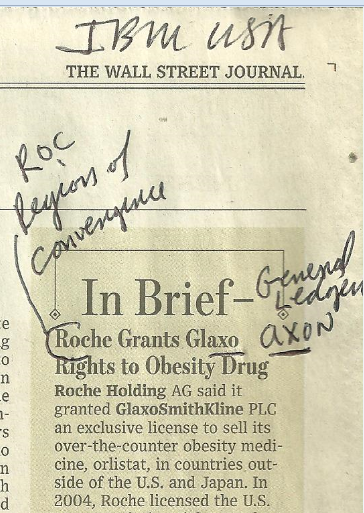 IBM USA
THE WALL STREET JOURNAL.
ROC
Regions of
Convergence
In Brief–
General
Ledger
AXON
Roche Grants Glaxo
Rights to Obesity Drug
Roche Holding AG said it
granted GlaxoSmithKline PLC
an exclusive license to sell its
over-the-counter obesity medi-
cine, orlistat, in countries out-
side of the U.S. and Japan. In
2004, Roche licensed the U.S.